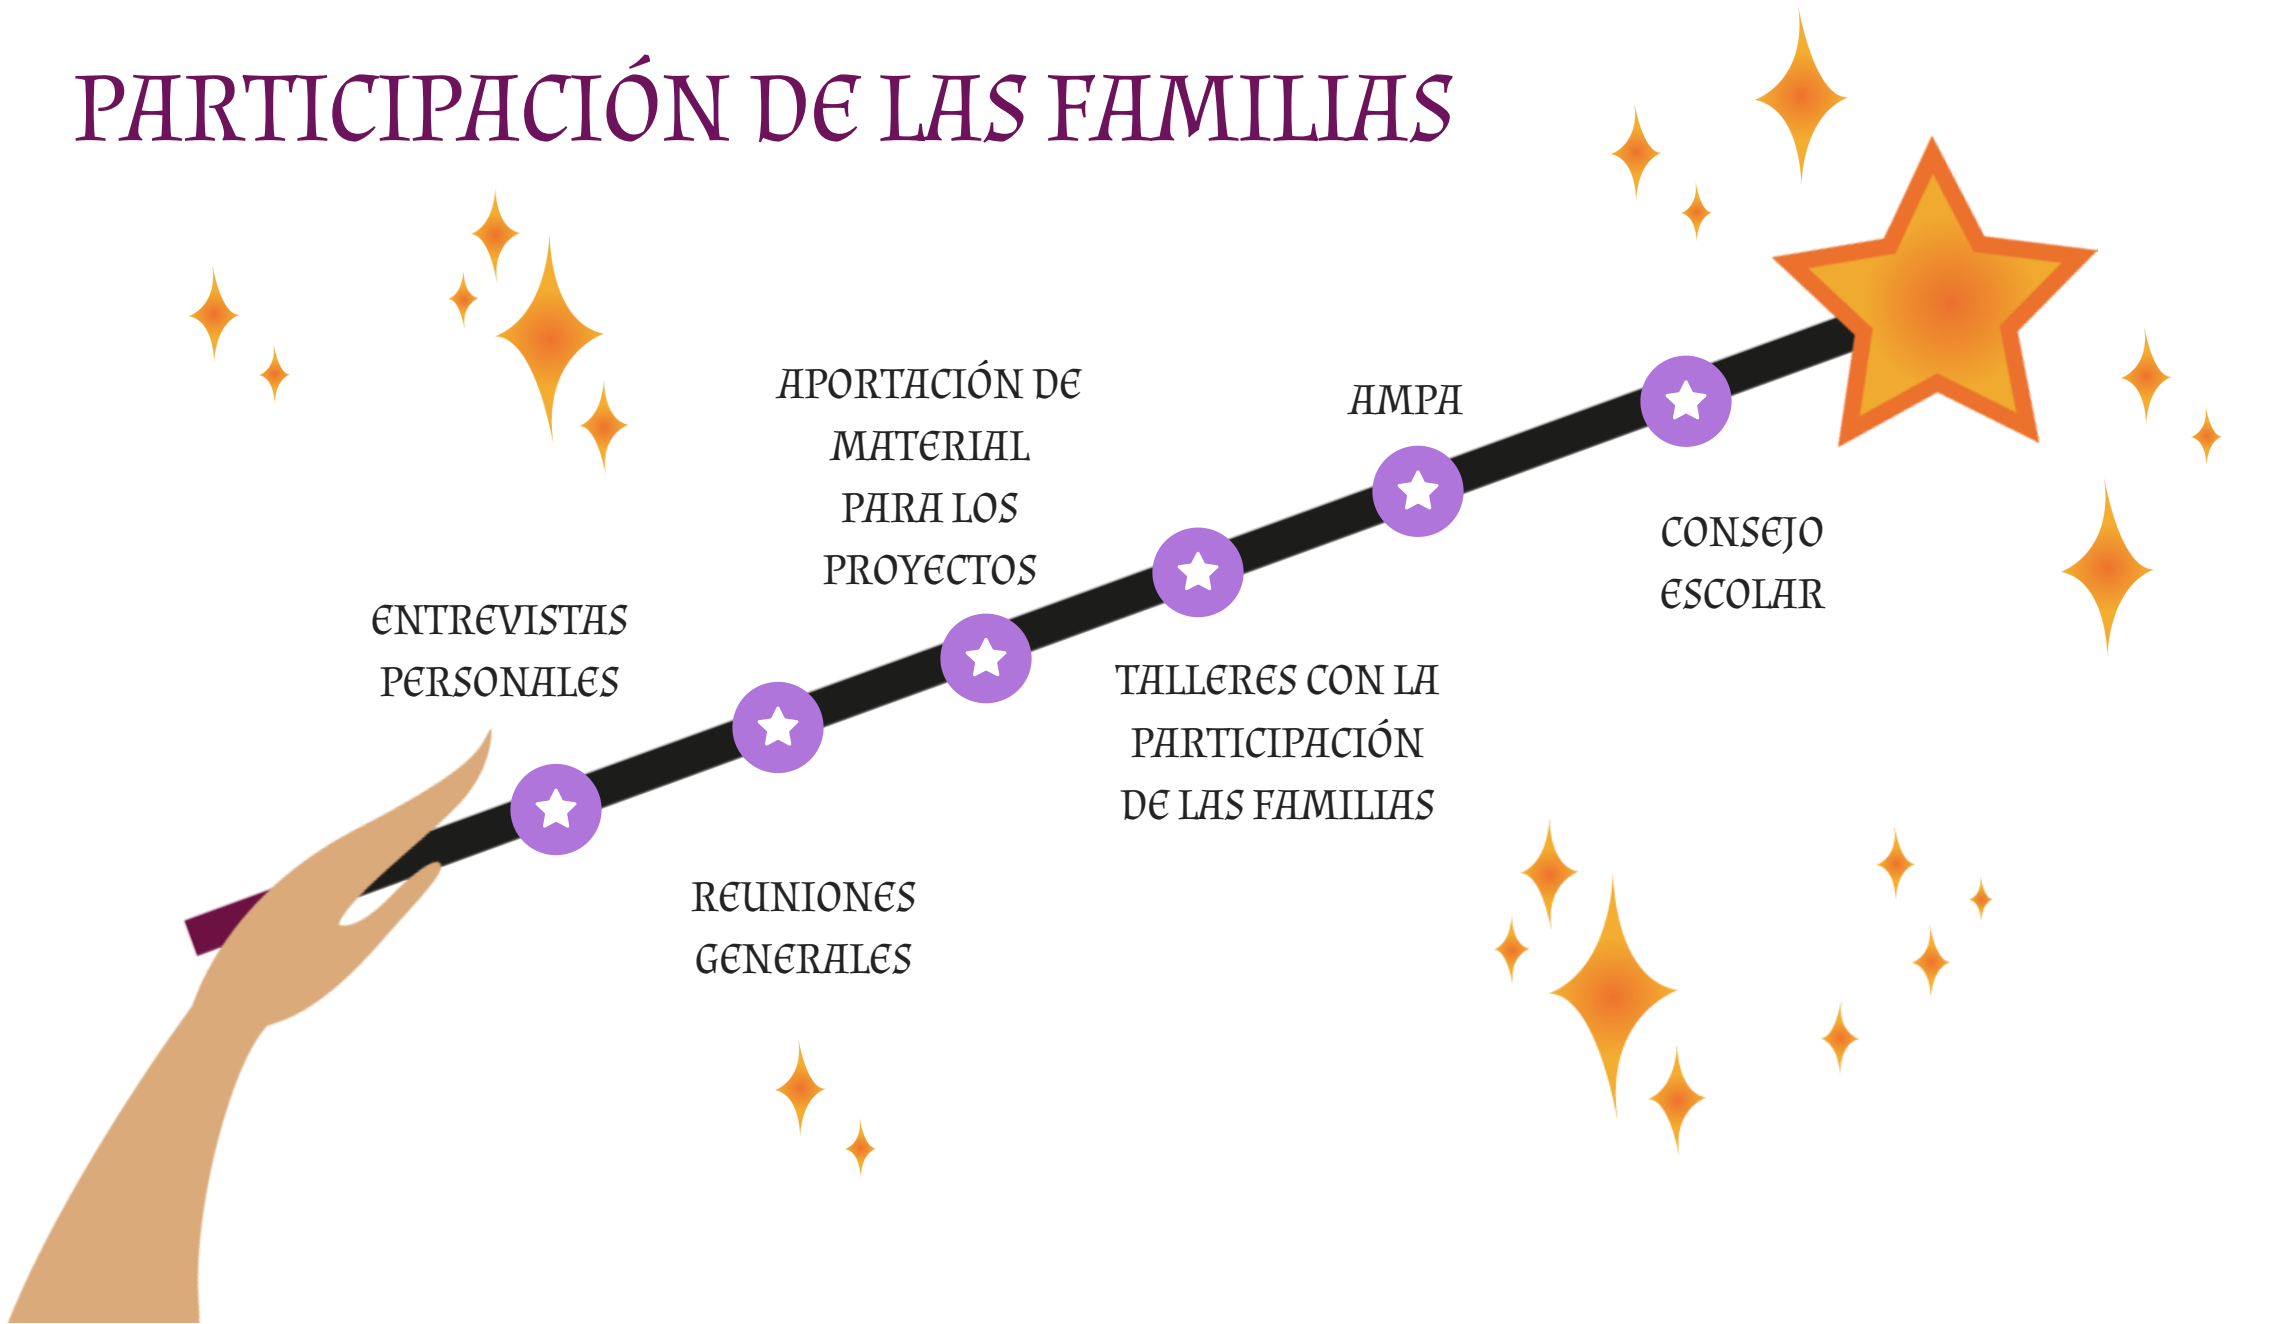 PARTICIPACIÓN DE LAS FAMILIAS
ENTREVISTAS
PERSONALES
REUNIONES
GENERALES
APORTACIÓN DE
MATERIAL
PARA LOS
PROYECTOS
TALLERES CON LA
PARTICIPACIÓN
DE LAS FAMILIAS
AMPA
CONSEJO
ESCOLAR